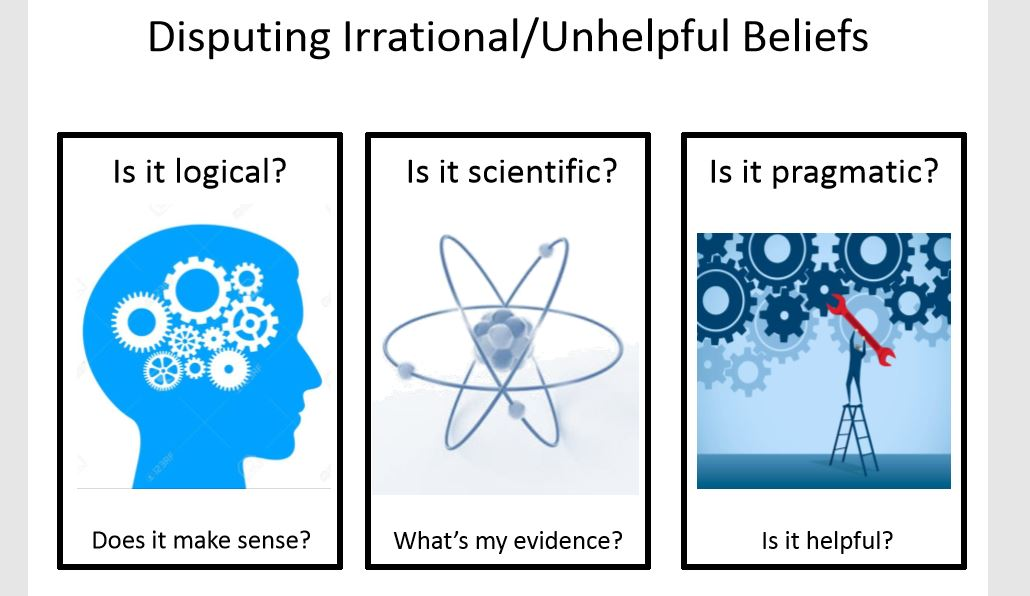 Disputing Irrational/Unhelpful Beliefs
Is it logical?
Does it make sense?
Is it scientific?
What's my evidence?
Is it pragmatic?
Is it helpful?